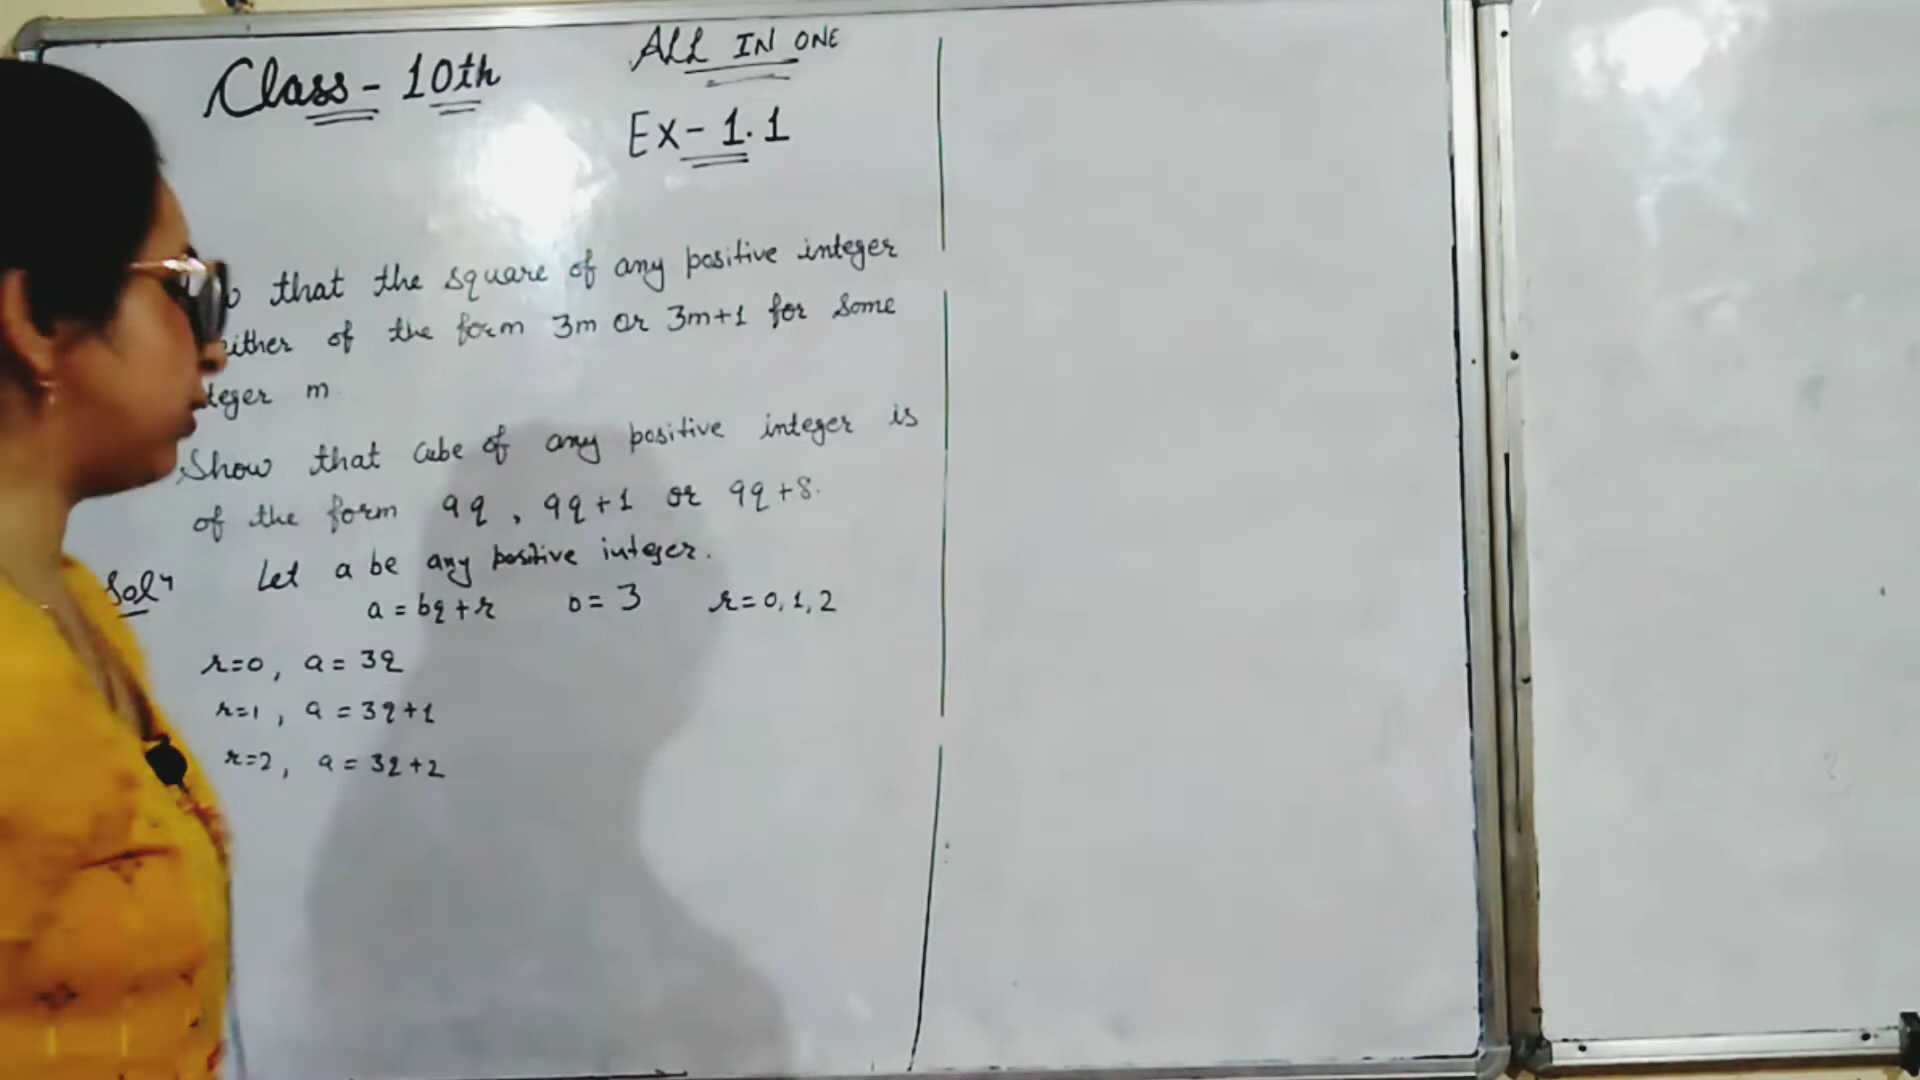 Class - 10th
ALL IN ONE
Ex - 1.1
that the square of any positive integer
either of the form 3m or 3m+1 for some
teger m
Show that cube of any positive integer is
of the form 9q, 9q+1 or 9q+8.
Solⁿ Let a be any positive integer.
a = bq + r b = 3 r = 0, 1, 2
r=0, a = 3q
r=1, a = 3q+1
r=2, a = 3q+2